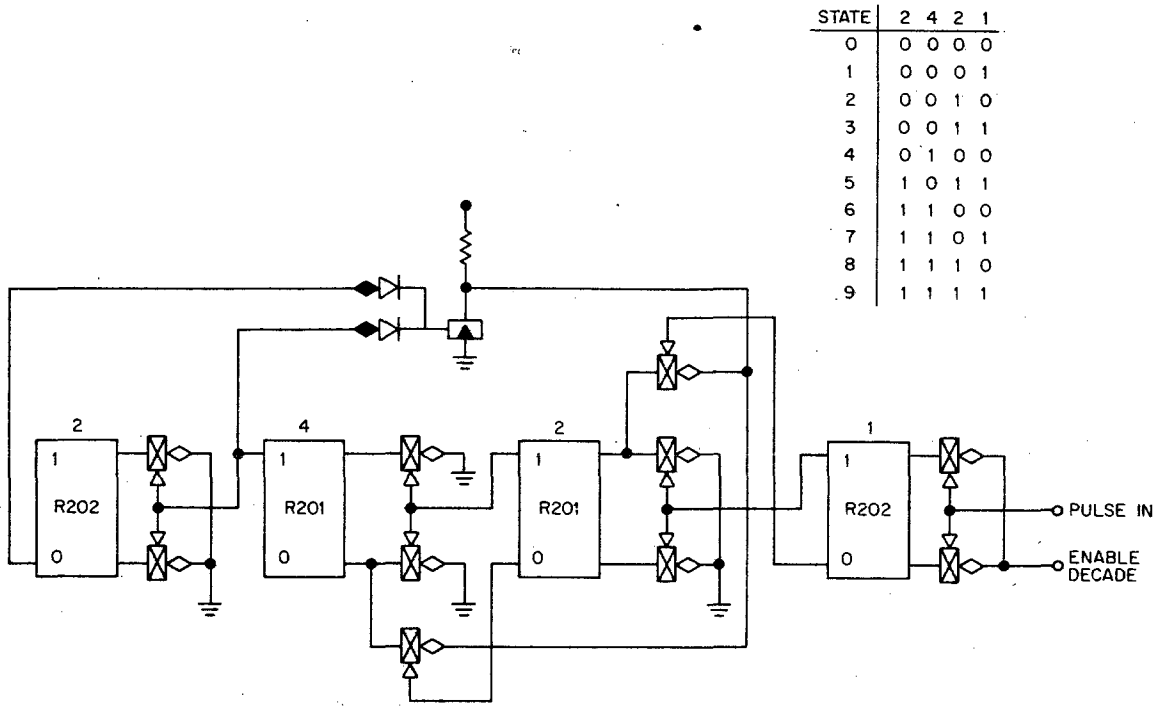 STATE 2 4 2 1
0 0 0 0 0
1 0 0 0 1
2 0 0 1 0
3 0 0 1 1
4 0 1 0 0
5 1 0 1 1
6 1 1 0 0
7 1 1 0 1
8 1 1 1 0
9 1 1 1 1
2 4 2 1
1 1 1 1
R202 R201 R201 R202
0 0 0 0
PULSE IN
ENABLE
DECADE